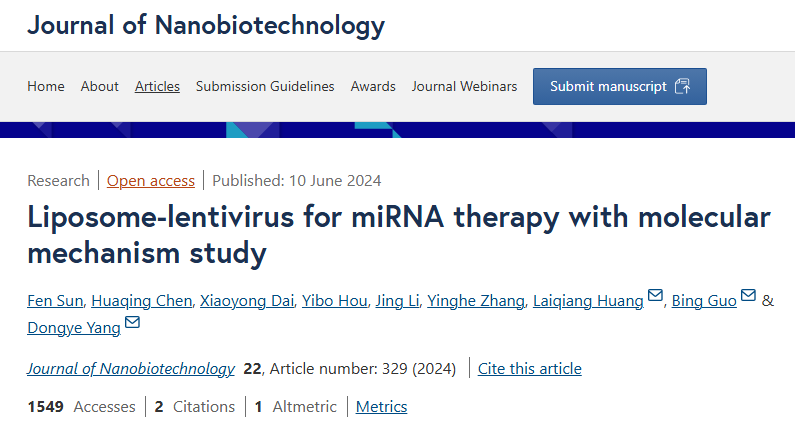 Journal of Nanobiotechnology
Home About Articles Submission Guidelines Awards Journal Webinars Submit manuscript
Research Open access Published: 10 June 2024
Liposome-lentivirus for miRNA therapy with molecular
mechanism study
Fen Sun, Huaqing Chen, Xiaoyong Dai, Yibo Hou, Jing Li, Yinghe Zhang, Laiqiang Huang, Bing Guo &
Dongye Yang
Journal of Nanobiotechnology 22, Article number: 329 (2024) Cite this article
1549 Accesses 2 Citations 1 Altmetric Metrics